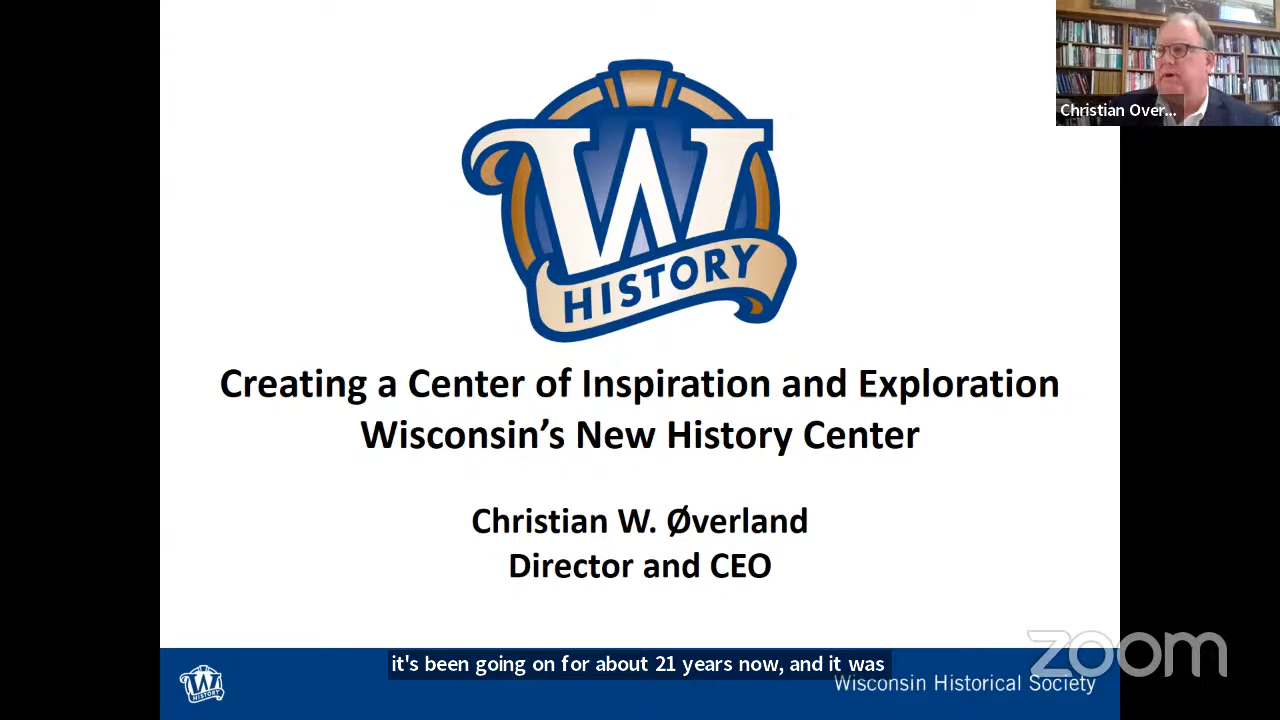 Christian Over...
W
HISTORY
Creating a Center of Inspiration and Exploration
Wisconsin's New History Center
Christian W. Øverland
Director and CEO
it's been going on for about 21 years now, and it was
W
HISTORY
Wisconsin Historical Society
zoom